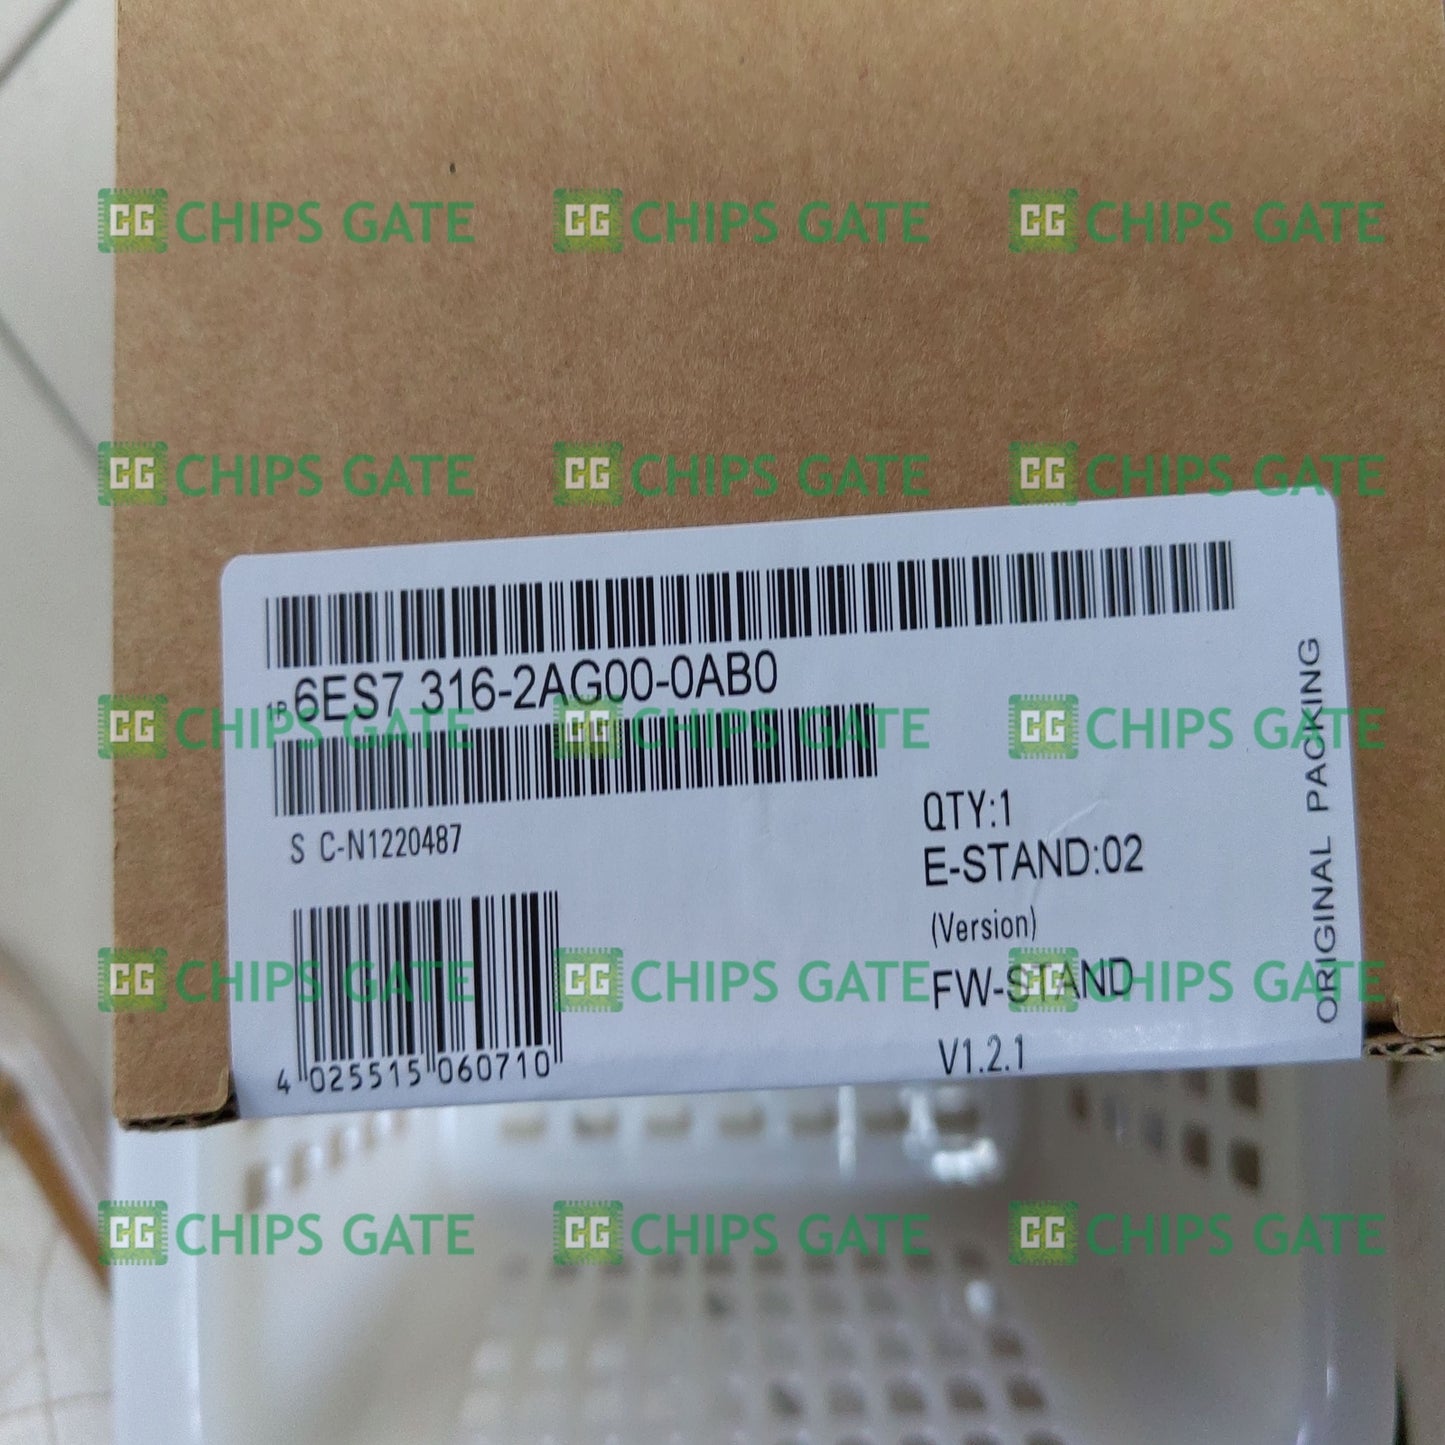 CG CHIPS GATE CG CHIPS GATE CG CHIPS GATE
CG CHIPS GATE CG CHIPS GATE CG CHIPS GATE
1P 6ES7 316-2AG00-0AB0
CG CHIPS GATE CG CHIPS GATE CG CHIPS GATE
S C-N1220487
QTY:1
E-STAND:02
(Version)
FW-STAND
V1.2.1
ORIGINAL PACKING
CG CHIPS GATE CG CHIPS GATE CG CHIPS GATE
4 025515 060710
CG CHIPS GATE CG CHIPS GATE CG CHIPS GATE